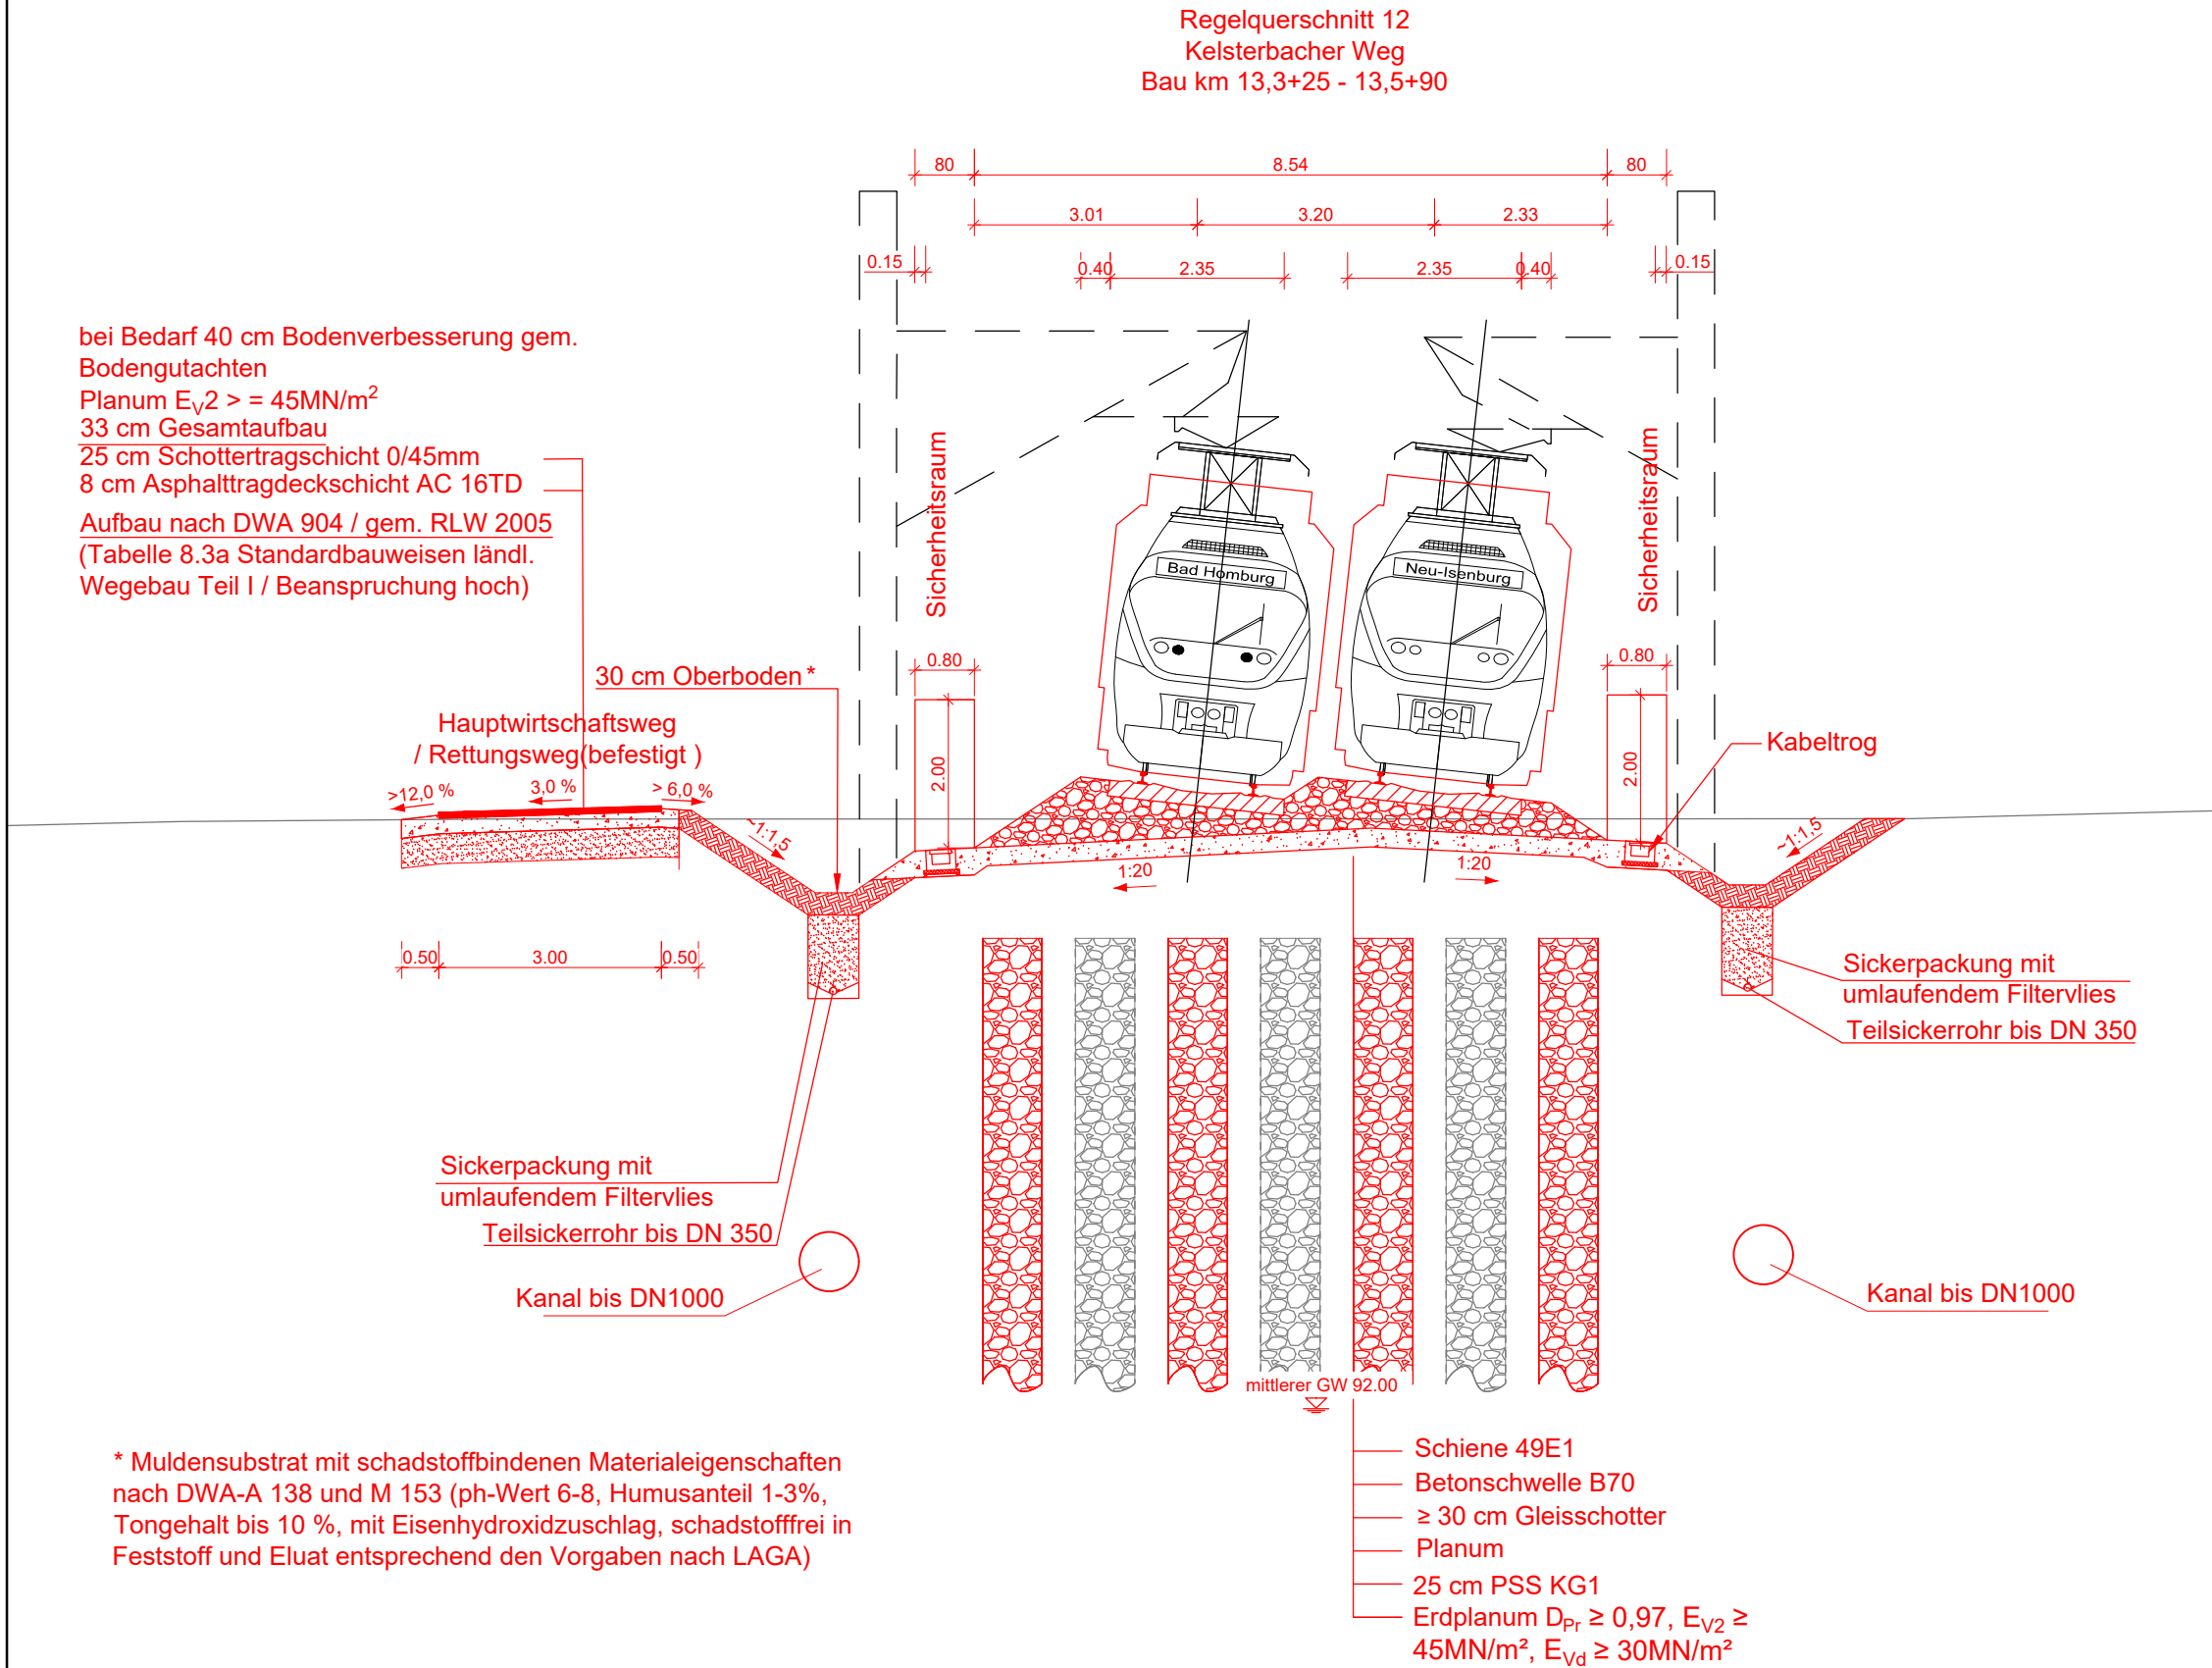 Regelquerschnitt 12
Kelsterbacher Weg
Bau km 13,3+25 - 13,5+90
80
8.54
80
3.01
3.20
2.33
0.15
0.40
2.35
2.35
0.40
0.15
bei Bedarf 40 cm Bodenverbesserung gem.
Bodengutachten
Planum EV2 > = 45MN/m²
33 cm Gesamtaufbau
25 cm Schottertragschicht 0/45mm
8 cm Asphalttragdeckschicht AC 16TD
Aufbau nach DWA 904 / gem. RLW 2005
(Tabelle 8.3a Standardbauweisen ländl.
Wegebau Teil I / Beanspruchung hoch)
Sicherheitsraum
Sicherheitsraum
Bad Homburg
Neu-Isenburg
30 cm Oberboden *
0.80
0.80
2.00
2.00
Kabeltrog
Hauptwirtschaftsweg
/ Rettungsweg(befestigt )
>12,0 %
3,0 %
> 6,0 %
~1:1,5
~1:1,5
1:20
1:20
0.50
3.00
0.50
Sickerpackung mit
umlaufendem Filtervlies
Teilsickerrohr bis DN 350
Sickerpackung mit
umlaufendem Filtervlies
Teilsickerrohr bis DN 350
Kanal bis DN1000
Kanal bis DN1000
mittlerer GW 92.00
* Muldensubstrat mit schadstoffbindenen Materialeigenschaften
nach DWA-A 138 und M 153 (ph-Wert 6-8, Humusanteil 1-3%,
Tongehalt bis 10 %, mit Eisenhydroxidzuschlag, schadstofffrei in
Feststoff und Eluat entsprechend den Vorgaben nach LAGA)
Schiene 49E1
Betonschwelle B70
≥ 30 cm Gleisschotter
Planum
25 cm PSS KG1
Erdplanum DPr ≥ 0,97, EV2 ≥
45MN/m², EVd ≥ 30MN/m²